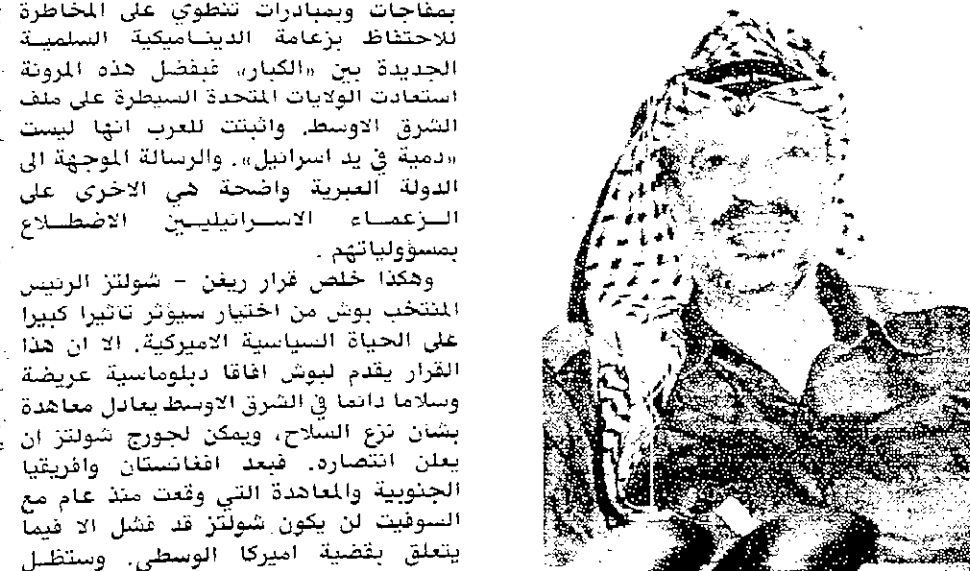 بمفاجات وبمبادرات تنطوي على المخاطرة
للاحتفاظ بزعامة الديناميكية السلمية
الجديدة بين «الكبار» فبفضل هذه المرونة
استعادت الولايات المتحدة السيطرة على ملف
الشرق الاوسط. واثبتت للعرب انها ليست
«دمية في يد اسرائيل». والرسالة الموجهة الى
الدولة العبرية واضحة هي الاخرى على
الزعماء الاسرائيليين الاضطلاع
بمسؤولياتهم .
وهكذا خلص قرار ريغن - شولتز الرئيس
المنتخب بوش من اختيار سيؤثر تاثيرا كبيرا
على الحياة السياسية الاميركية. الا ان هذا
القرار يقدم لبوش افاقا دبلوماسية عريضة
وسلاما دائما في الشرق الاوسط يعادل معاهدة
بشان نزع السلاح، ويمكن لجورج شولتز ان
يعلن انتصاره. فبعد افغانستان وافريقيا
الجنوبية والمعاهدة التي وقعت منذ عام مع
السوفيت لن يكون شولتز قد فشل الا فيما
يتعلق بقضية اميركا الوسطى. وستظل